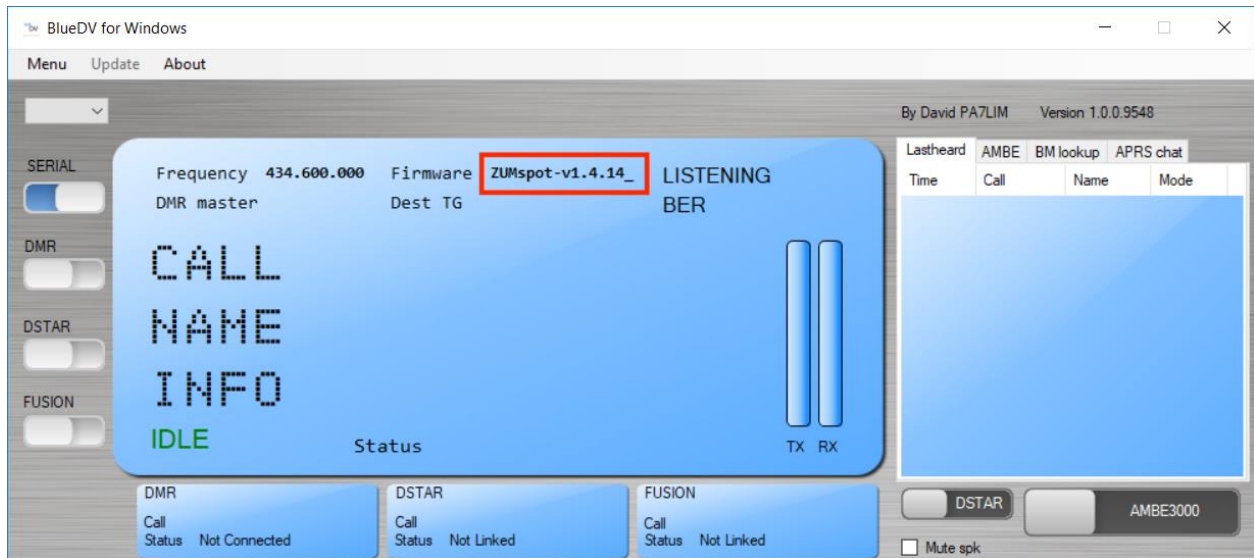 BlueDV for Windows
Menu Update About
By David PA7LIM Version 1.0.0.9548
SERIAL
DMR
DSTAR
FUSION
Frequency 434.600.000 Firmware ZUMspot-v1.4.14_ LISTENING
DMR master Dest TG BER
CALL
NAME
INFO
IDLE Status TX RX
Lastheard AMBE BM lookup APRS chat
Time Call Name Mode
DMR
Call
Status Not Connected
DSTAR
Call
Status Not Linked
FUSION
Call
Status Not Linked
DSTAR AMBE3000
Mute spk